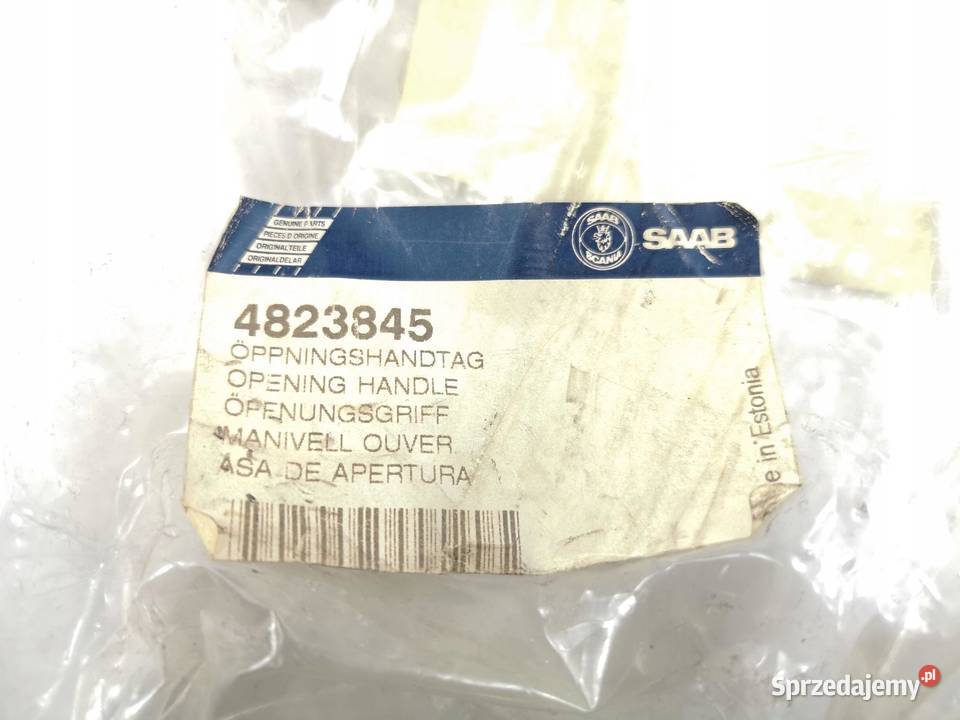 GENUINE PARTS
PIECES D ORIGINE
ORIGINALTEILE
ORIGINALDELAR
SAAB
SCANIA
SAAB
4823845
ÖPPNINGSHANDTAG
OPENING HANDLE
ÖFENUNGSGRIFF
MANIVELL OUVER
ASA DE APERTURA
e in Estonia
Sprzedajemy.pl